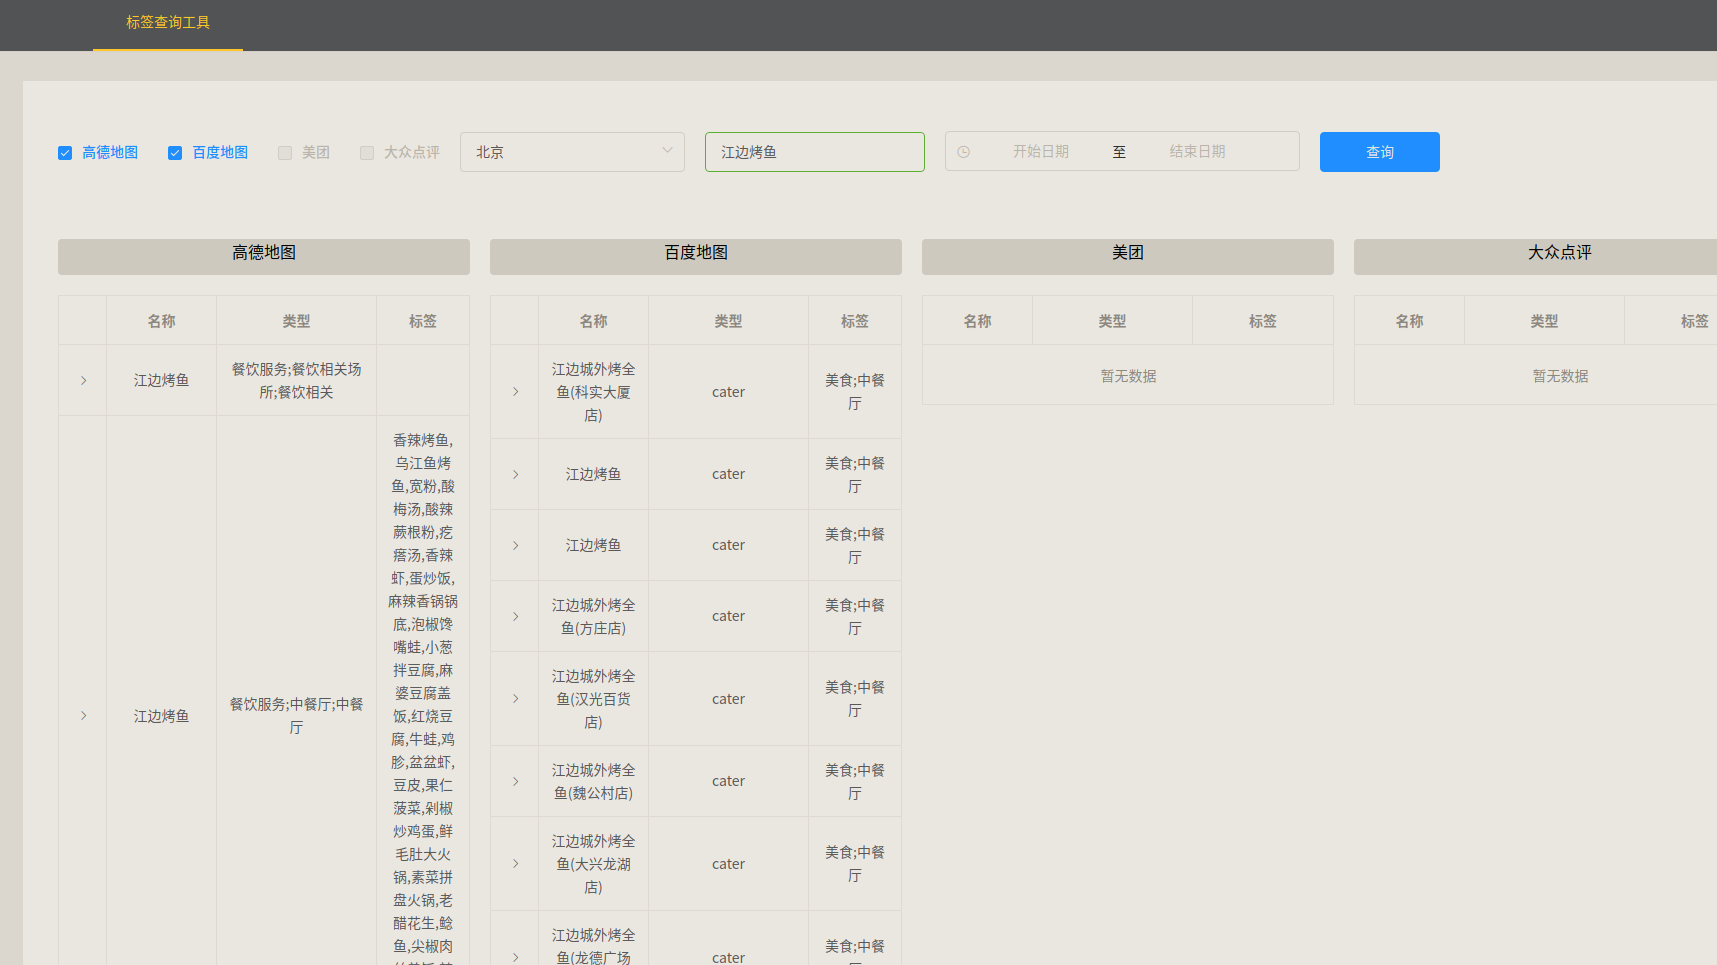 标签查询工具
高德地图 百度地图 美团 大众点评 北京 江边烤鱼 开始日期 至 结束日期 查询
高德地图
名称 类型 标签
江边烤鱼 餐饮服务;餐饮相关场
所;餐饮相关
江边烤鱼 餐饮服务;中餐厅;中餐
厅
香辣烤鱼,
乌江鱼烤
鱼,宽粉,酸
梅汤,酸辣
蕨根粉,疙
瘩汤,香辣
虾,蛋炒饭,
麻辣香锅锅
底,泡椒馋
嘴蛙,小葱
拌豆腐,麻
婆豆腐盖
饭,红烧豆
腐,牛蛙,鸡
胗,盆盆虾,
豆皮,果仁
菠菜,剁椒
炒鸡蛋,鲜
毛肚大火
锅,素菜拼
盘火锅,老
醋花生,鲶
鱼,尖椒肉
百度地图
名称 类型 标签
江边城外烤全
鱼(科实大厦
店)
cater
美食;中餐
厅
江边烤鱼
cater
美食;中餐
厅
江边烤鱼
cater
美食;中餐
厅
江边城外烤全
鱼(方庄店)
cater
美食;中餐
厅
江边城外烤全
鱼(汉光百货
店)
cater
美食;中餐
厅
江边城外烤全
鱼(魏公村店)
cater
美食;中餐
厅
江边城外烤全
鱼(大兴龙湖
店)
cater
美食;中餐
厅
江边城外烤全
鱼(龙德广场
cater
美食;中餐
美团
名称 类型 标签
暂无数据
大众点评
名称 类型 标签
暂无数据